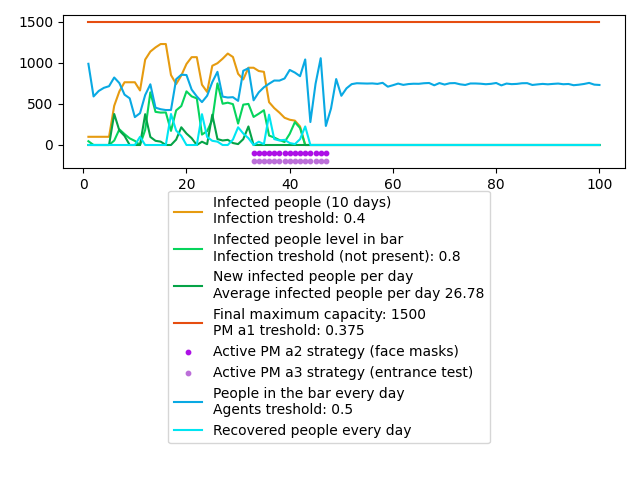 1500
1000
500
0
0 20 40 60 80 100
Infected people (10 days)
Infection treshold: 0.4
Infected people level in bar
Infection treshold (not present): 0.8
New infected people per day
Average infected people per day 26.78
Final maximum capacity: 1500
PM a1 treshold: 0.375
Active PM a2 strategy (face masks)
Active PM a3 strategy (entrance test)
People in the bar every day
Agents treshold: 0.5
Recovered people every day